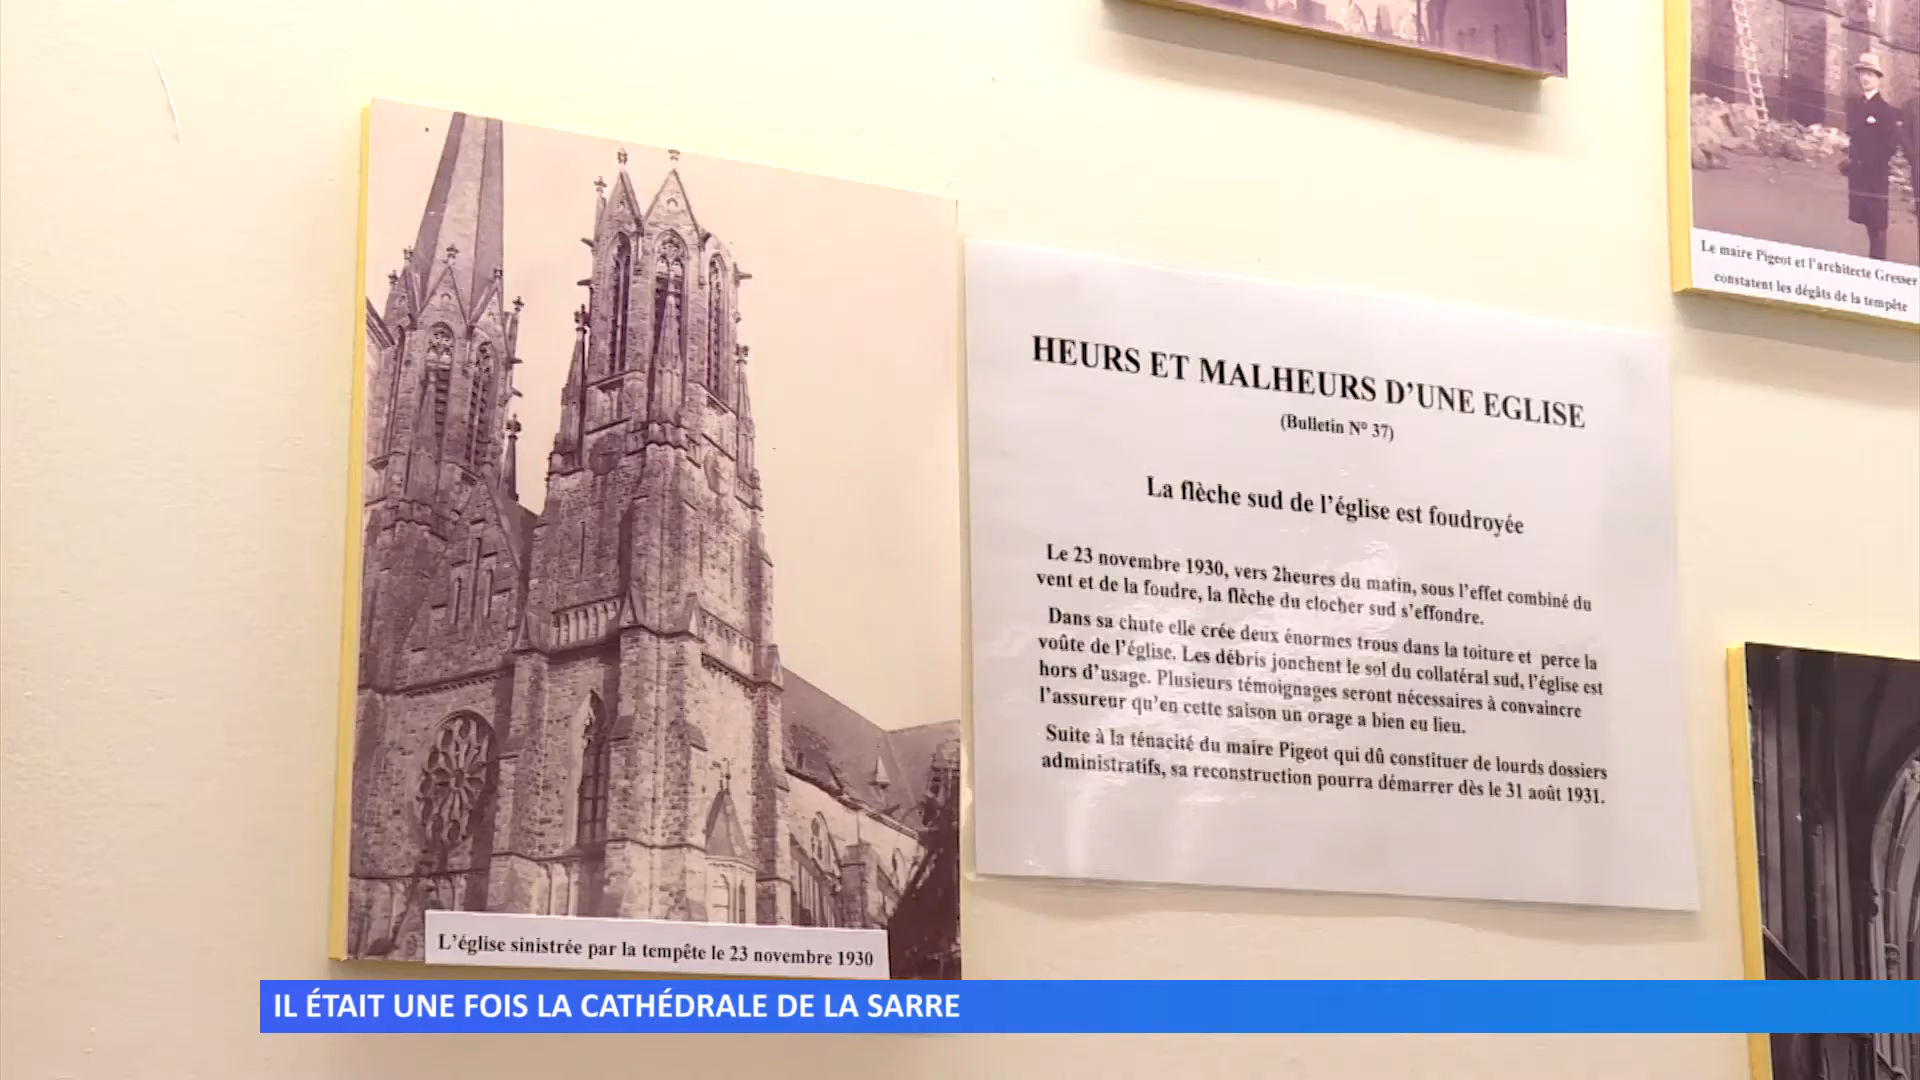 Le maire Pigeot et l'architecte Gresser
constatent les dégâts de la tempête
HEURS ET MALHEURS D'UNE EGLISE
(Bulletin N° 37)
La flèche sud de l'église est foudroyée
Le 23 novembre 1930, vers 2heures du matin, sous l'effet combiné du
vent et de la foudre, la flèche du clocher sud s'effondre.
Dans sa chute elle crée deux énormes trous dans la toiture et perce la
voûte de l'église. Les débris jonchent le sol du collatéral sud, l'église est
hors d'usage. Plusieurs témoignages seront nécessaires à convaincre
l'assureur qu'en cette saison un orage a bien eu lieu.
Suite à la ténacité du maire Pigeot qui dû constituer de lourds dossiers
administratifs, sa reconstruction pourra démarrer dès le 31 août 1931.
L'église sinistrée par la tempête le 23 novembre 1930
IL ÉTAIT UNE FOIS LA CATHÉDRALE DE LA SARRE